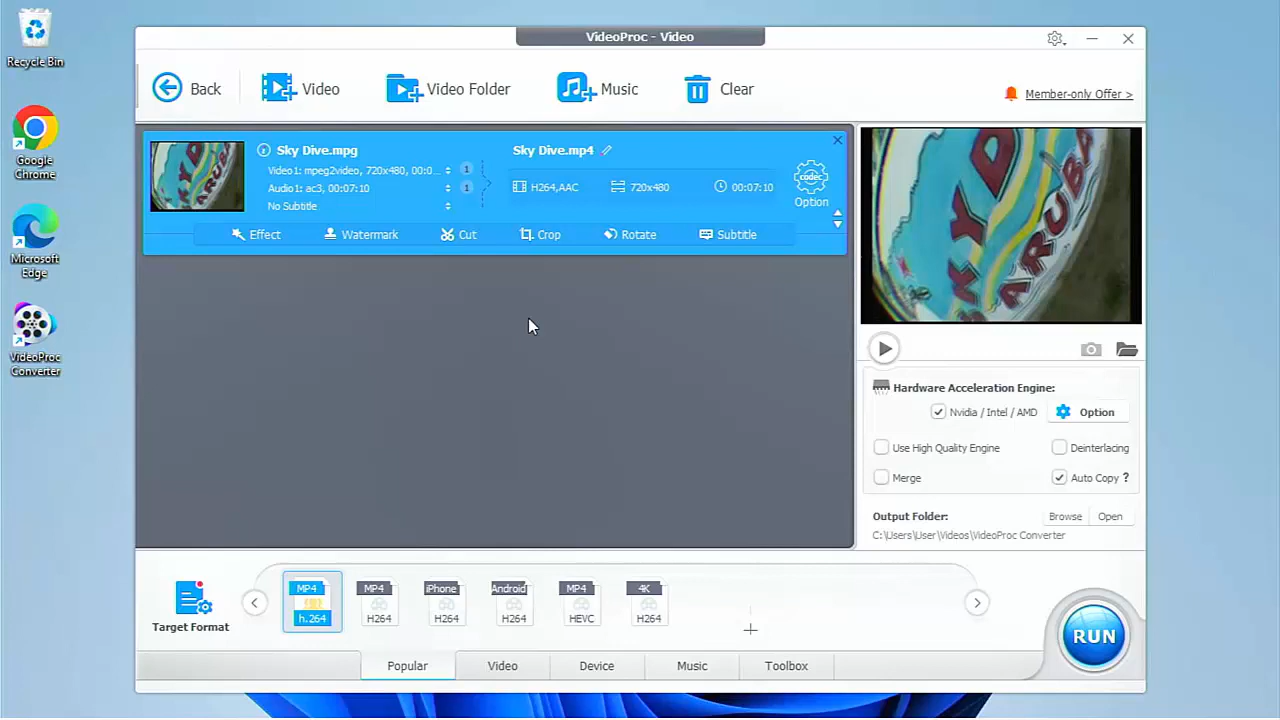 Recycle Bin
Google
Chrome
Microsoft
Edge
VideoProc
Converter
VideoProc - Video
Back
Video
Video Folder
Music
Clear
Member-only Offer >
Sky Dive.mpg
Video1: mpeg2video, 720x480, 00:0...
1
Audio1: ac3, 00:07:10
1
No Subtitle
Sky Dive.mp4
H264,AAC
720x480
00:07:10
codec
Option
Effect
Watermark
Cut
Crop
Rotate
Subtitle
SKYD
ARUBA
Hardware Acceleration Engine:
Nvidia / Intel / AMD
Option
Use High Quality Engine
Deinterlacing
Merge
Auto Copy ?
Output Folder:
Browse
Open
C:\Users\User\Videos\VideoProc Converter
Target Format
MP4
h.264
MP4
H264
iPhone
H264
Android
H264
MP4
HEVC
4K
H264
RUN
Popular
Video
Device
Music
Toolbox